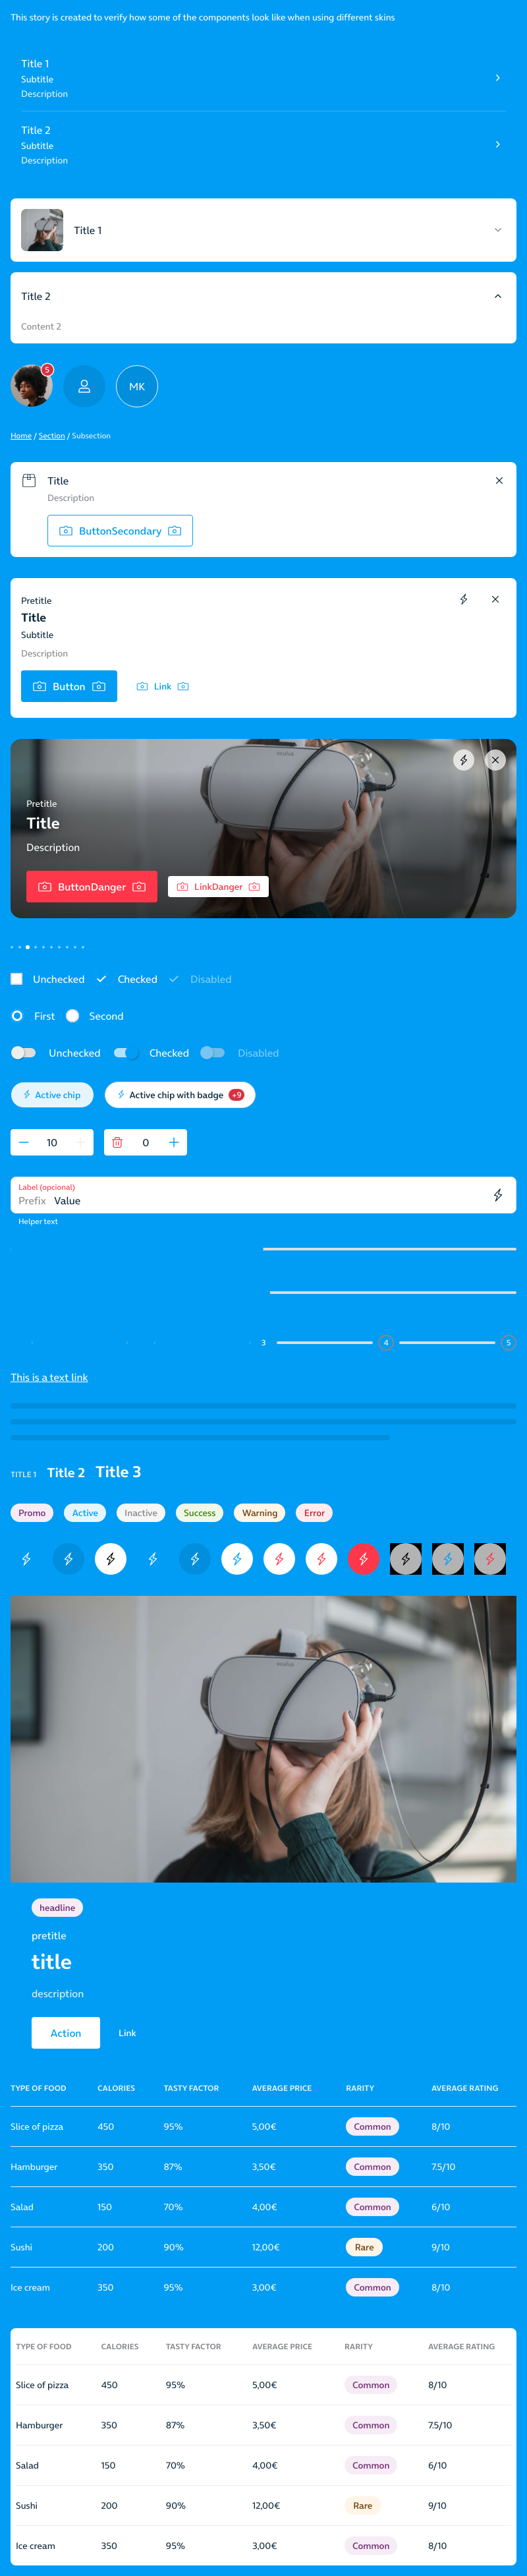 This story is created to verify how some of the components look like when using different skins
Title 1
Subtitle
Description
Title 2
Subtitle
Description
Title 1
Title 2
Content 2
5
MK
Home / Section / Subsection
Title
Description
ButtonSecondary
Pretitle
Title
Subtitle
Description
Button Link
Pretitle
Title
Description
ButtonDanger LinkDanger
Unchecked Checked Disabled
First Second
Unchecked Checked Disabled
Active chip Active chip with badge +9
10 0
Label (opcional)
Prefix Value
Helper text
3 4 5
This is a text link
TITLE 1 Title 2 Title 3
Promo Active Inactive Success Warning Error
oculus
headline
pretitle
title
description
Action Link
TYPE OF FOOD CALORIES TASTY FACTOR AVERAGE PRICE RARITY AVERAGE RATING
Slice of pizza 450 95% 5,00€ Common 8/10
Hamburger 350 87% 3,50€ Common 7.5/10
Salad 150 70% 4,00€ Common 6/10
Sushi 200 90% 12,00€ Rare 9/10
Ice cream 350 95% 3,00€ Common 8/10
TYPE OF FOOD CALORIES TASTY FACTOR AVERAGE PRICE RARITY AVERAGE RATING
Slice of pizza 450 95% 5,00€ Common 8/10
Hamburger 350 87% 3,50€ Common 7.5/10
Salad 150 70% 4,00€ Common 6/10
Sushi 200 90% 12,00€ Rare 9/10
Ice cream 350 95% 3,00€ Common 8/10